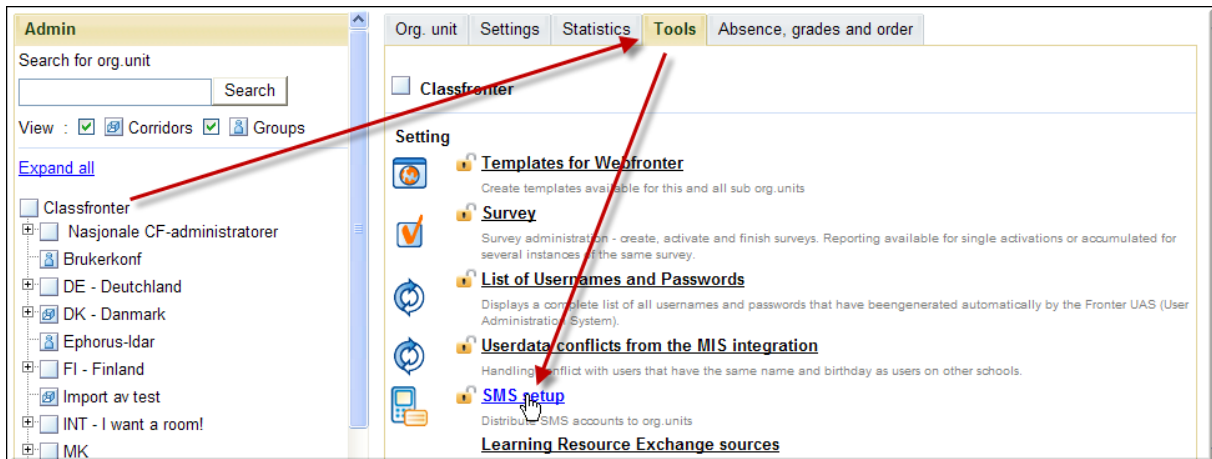 Admin
Search for org.unit
Search
View : Corridors Groups
Expand all
Classfronter
Nasjonale CF-administratorer
Brukerkonf
DE - Deutchland
DK - Danmark
Ephorus-Idar
FI - Finland
Import av test
INT - I want a room!
MK
Org. unit Settings Statistics Tools Absence, grades and order
Classfronter
Setting
Templates for Webfronter
Create templates available for this and all sub org.units
Survey
Survey administration - create, activate and finish surveys. Reporting available for single activations or accumulated for
several instances of the same survey.
List of Usernames and Passwords
Displays a complete list of all usernames and passwords that have beengenerated automatically by the Fronter UAS (User
Administration System).
Userdata conflicts from the MIS integration
Handling conflict with users that have the same name and birthday as users on other schools.
SMS setup
Distribute SMS accounts to org.units
Learning Resource Exchange sources